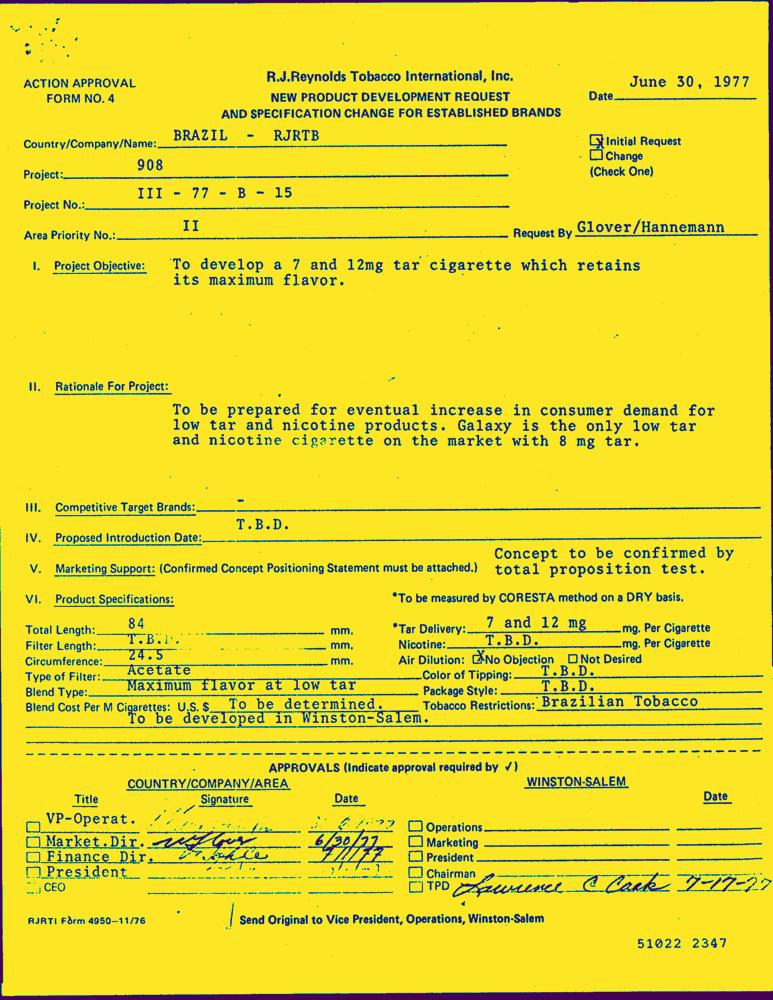 R.J.Reynolds Tobacco International, Inc.
ACTION APPROVAL
FORM NO. 4
NEW PRODUCT DEVELOPMENT REQUEST
AND SPECIFICATION CHANGE FOR ESTABLISHED BRANDS
Date June 30, 1977
Country/Company/Name: BRAZIL - RJRTB
X Initial Request
Change
(Check One)
Project: 908
Project No.: III - 77 - B - 15
Area Priority No.: II
Request By Glover/Hannemann
I. Project Objective: To develop a 7 and 12mg tar cigarette which retains
its maximum flavor.
II. Rationale For Project:
To be prepared for eventual increase in consumer demand for
low tar and nicotine products. Galaxy is the only low tar
and nicotine cigarette on the market with 8 mg tar.
III. Competitive Target Brands: -
IV. Proposed Introduction Date: T.B.D.
V. Marketing Support: (Confirmed Concept Positioning Statement must be attached.) Concept to be confirmed by
total proposition test.
VI. Product Specifications:
*To be measured by CORESTA method on a DRY basis.
Total Length: 84 mm.
*Tar Delivery: 7 and 12 mg mg. Per Cigarette
Filter Length: T.B.D. mm.
Nicotine: T.B.D. mg. Per Cigarette
Circumference: 24.5 mm.
Air Dilution: X No Objection Not Desired
Type of Filter: Acetate
Color of Tipping: T.B.D.
Blend Type: Maximum flavor at low tar
Package Style: T.B.D.
Blend Cost Per M Cigarettes: U.S. $ To be determined.
Tobacco Restrictions: Brazilian Tobacco
To be developed in Winston-Salem.
APPROVALS (Indicate approval required by √)
COUNTRY/COMPANY/AREA
WINSTON-SALEM
Title Signature Date
Date
VP-Operat.
Operations
Market.Dir. 6/30/77
Marketing
Finance Dir.
President
President
Chairman
CEO
TPD Lawrence C Cack 7-17-77
RJRTI Form 4950-11/76
Send Original to Vice President, Operations, Winston-Salem
51022 2347